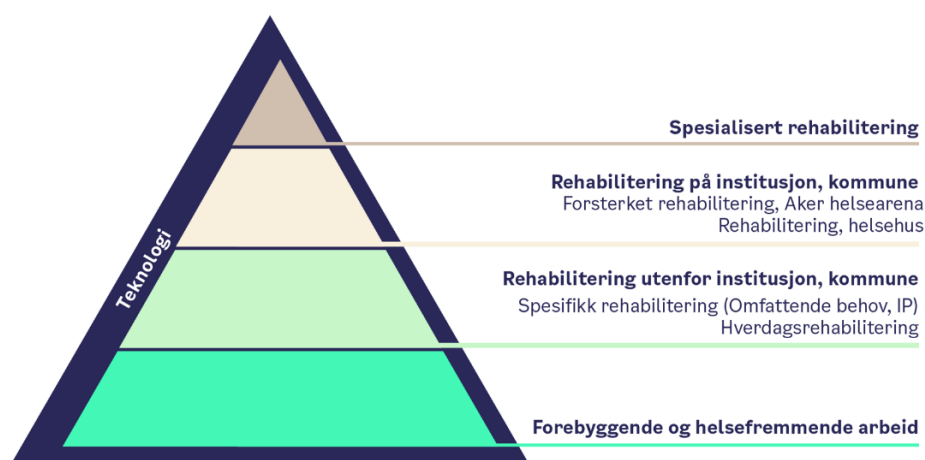 Spesialisert rehabilitering
Rehabilitering på institusjon, kommune
Forsterket rehabilitering, Aker helsearena
Rehabilitering, helsehus
Teknologi
Rehabilitering utenfor institusjon, kommune
Spesifikk rehabilitering (Omfattende behov, IP)
Hverdagsrehabilitering
Forebyggende og helsefremmende arbeid